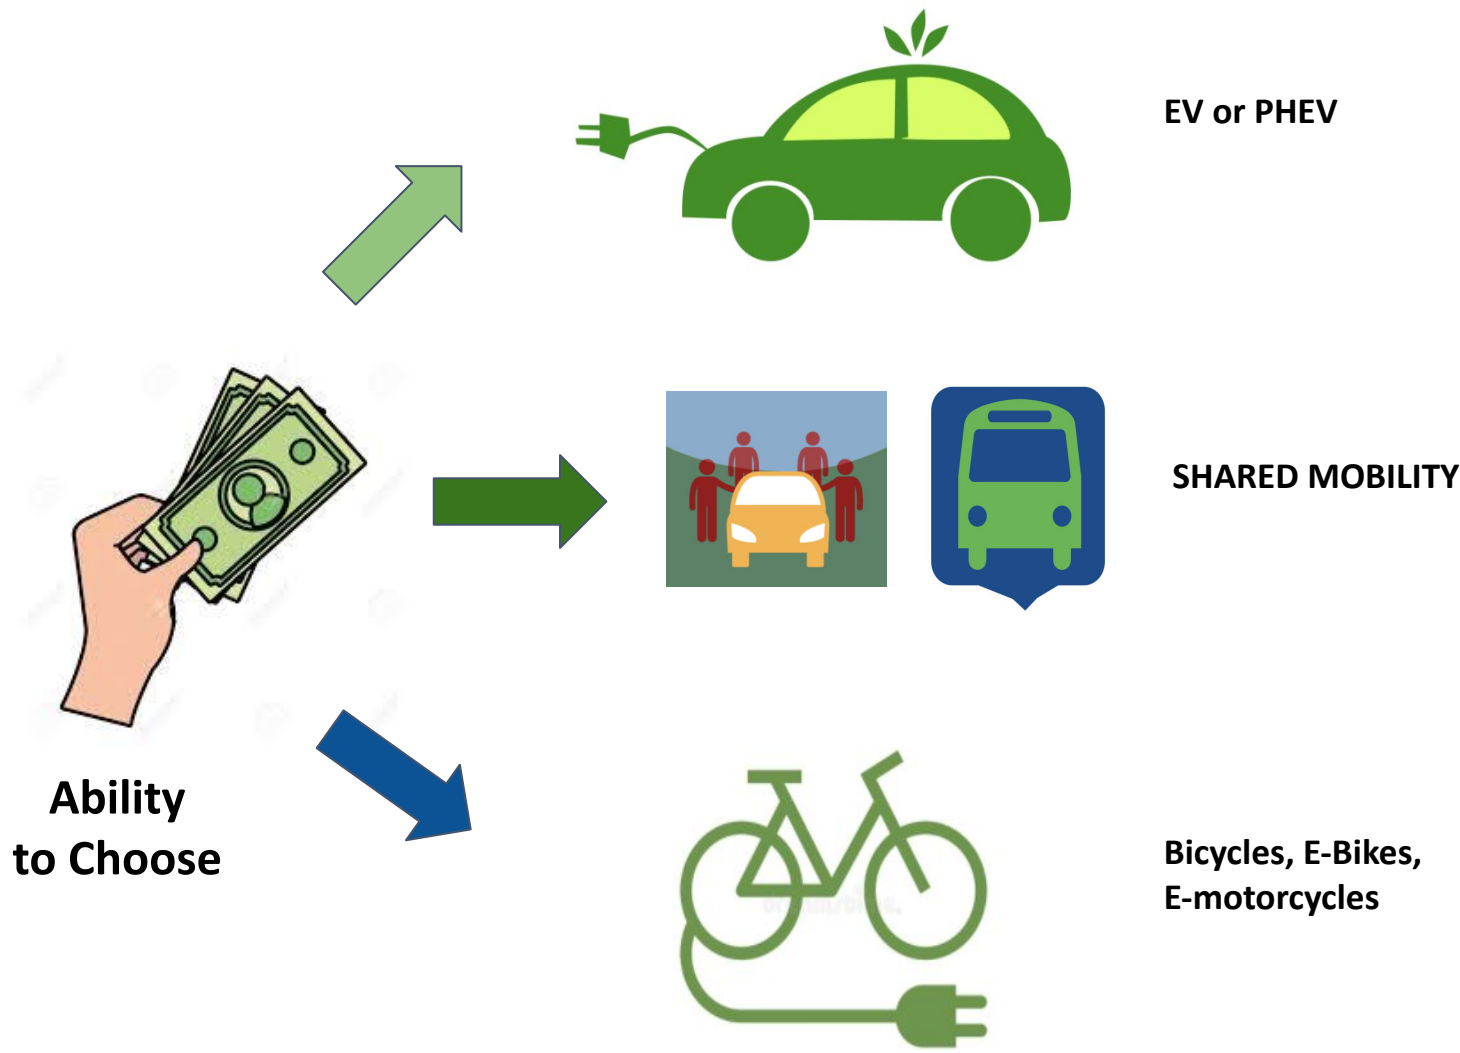 EV or PHEV
SHARED MOBILITY
Ability
to Choose
Bicycles, E-Bikes,
E-motorcycles